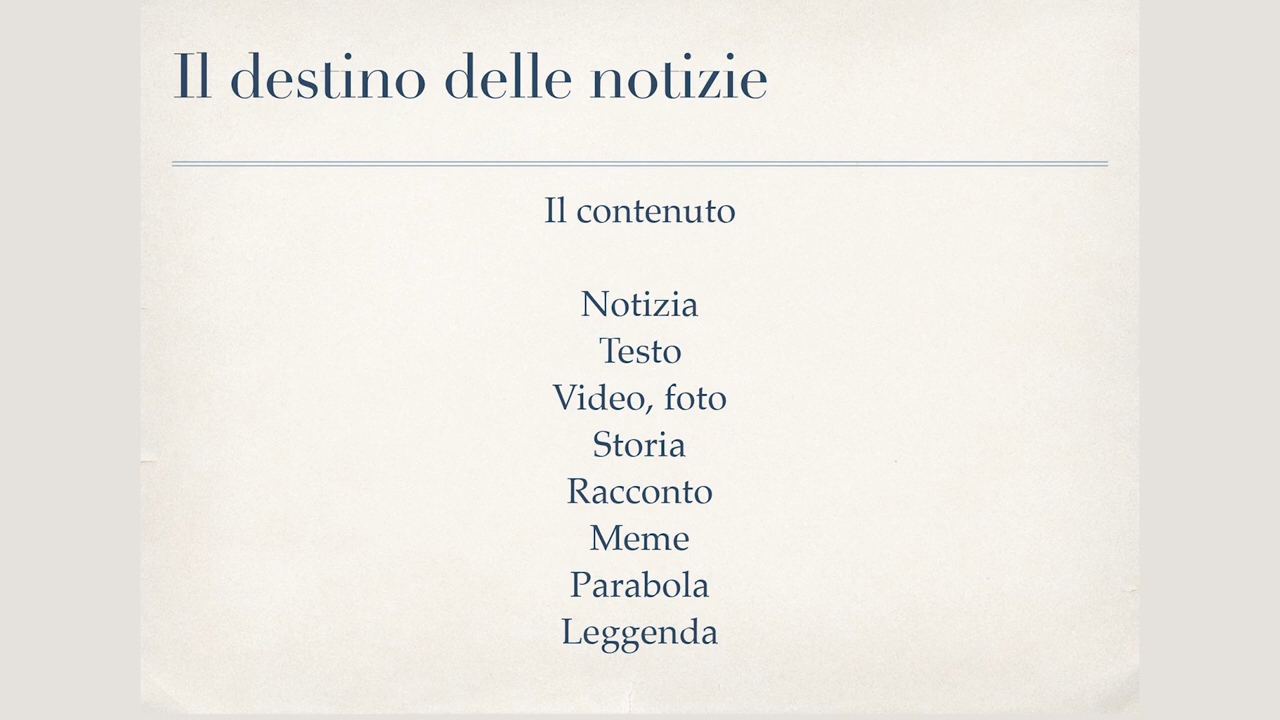 Il destino delle notizie
Il contenuto
Notizia
Testo
Video, foto
Storia
Racconto
Meme
Parabola
Leggenda